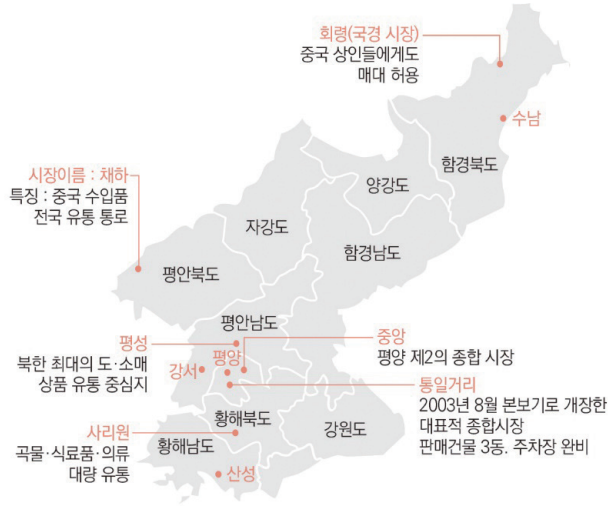 회령(국경 시장)
중국 상인들에게도
매대 허용
수남
함경북도
양강도
시장이름 : 채하
특징 : 중국 수입품
전국 유통 통로
자강도
함경남도
평안북도
평안남도
평성
북한 최대의 도·소매
상품 유통 중심지
강서
평양
중앙
평양 제2의 종합 시장
통일거리
2003년 8월 본보기로 개장한
대표적 종합시장
판매건물 3동. 주차장 완비
황해북도
강원도
사리원
곡물·식료품·의류
대량 유통
황해남도
산성